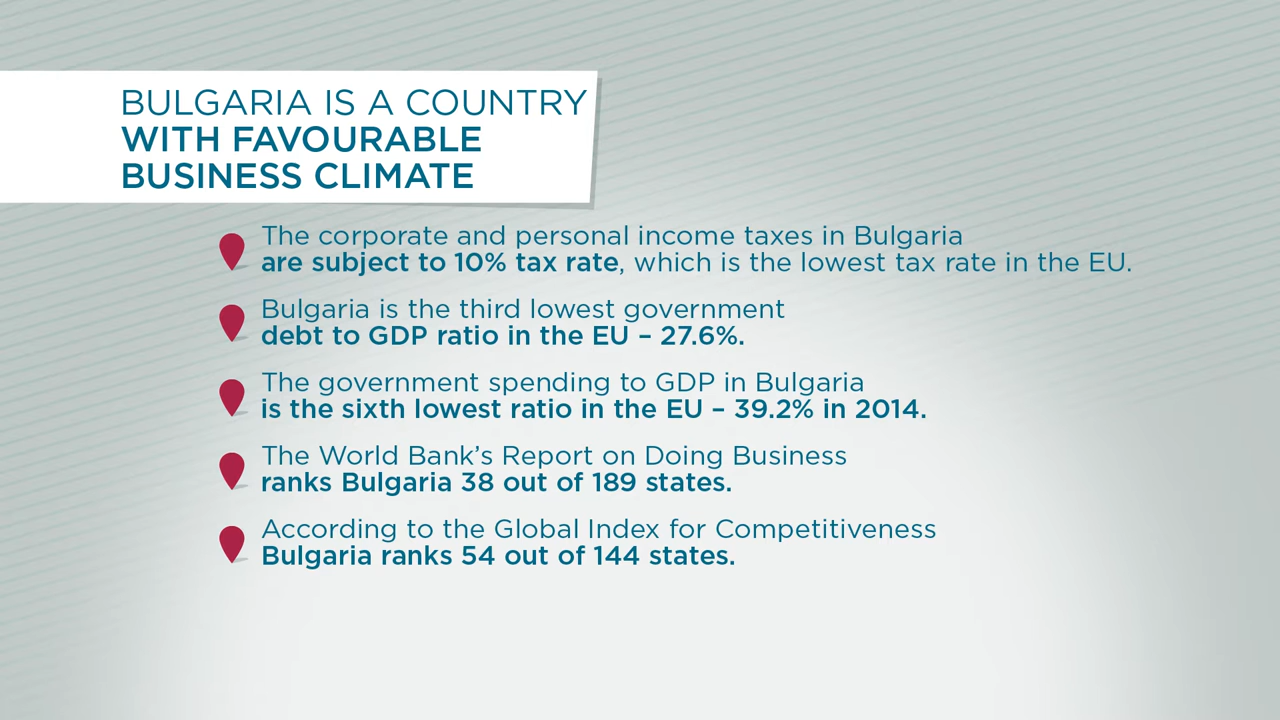 BULGARIA IS A COUNTRY
WITH FAVOURABLE
BUSINESS CLIMATE
The corporate and personal income taxes in Bulgaria
are subject to 10% tax rate, which is the lowest tax rate in the EU.
Bulgaria is the third lowest government
debt to GDP ratio in the EU – 27.6%.
The government spending to GDP in Bulgaria
is the sixth lowest ratio in the EU – 39.2% in 2014.
The World Bank’s Report on Doing Business
ranks Bulgaria 38 out of 189 states.
According to the Global Index for Competitiveness
Bulgaria ranks 54 out of 144 states.